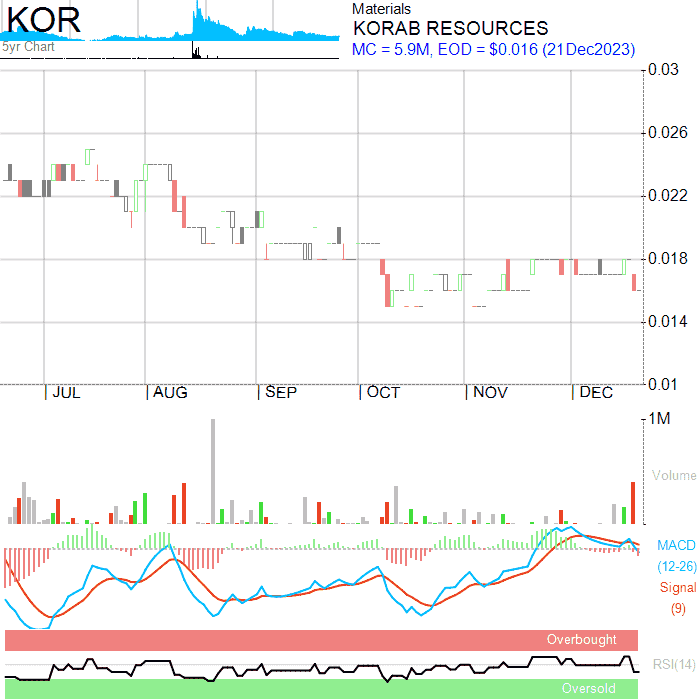 KOR
5yr Chart
Materials
KORAB RESOURCES
MC = 5.9M, EOD = $0.016 (21Dec2023)
0.03
0.026
0.022
0.018
0.014
0.01
| JUL | AUG | SEP | OCT | NOV | DEC
1M
Volume
MACD
(12-26)
Signal
(9)
Overbought
RSI(14)
Oversold